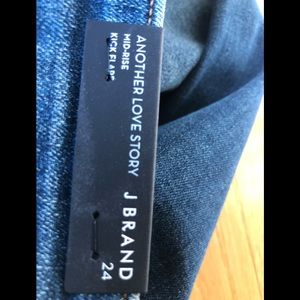 ANOTHER LOVE STORY
MID-RISE
KICK FLARE
J BRAND
24